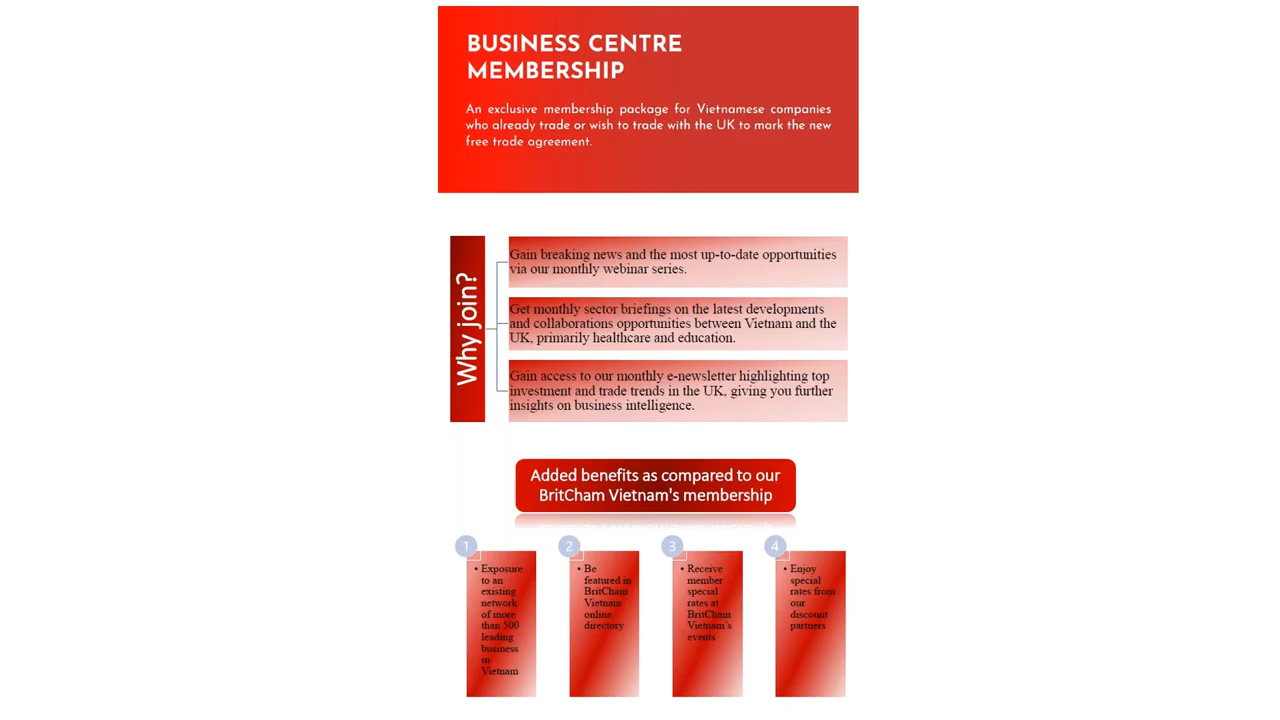 BUSINESS CENTRE
MEMBERSHIP
An exclusive membership package for Vietnamese companies
who already trade or wish to trade with the UK to mark the new
free trade agreement.
Why join?
Gain breaking news and the most up-to-date opportunities
via our monthly webinar series.
Get monthly sector briefings on the latest developments
and collaborations opportunities between Vietnam and the
UK, primarily healthcare and education.
Gain access to our monthly e-newsletter highlighting top
investment and trade trends in the UK, giving you further
insights on business intelligence.
Added benefits as compared to our
BritCham Vietnam's membership
1
• Exposure
to an
existing
network
of more
than 500
leading
business
in
Vietnam
2
• Be
featured in
BritCham
Vietnam
online
directory
3
• Receive
member
special
rates at
BritCham
Vietnam's
events
4
• Enjoy
special
rates from
our
discount
partners